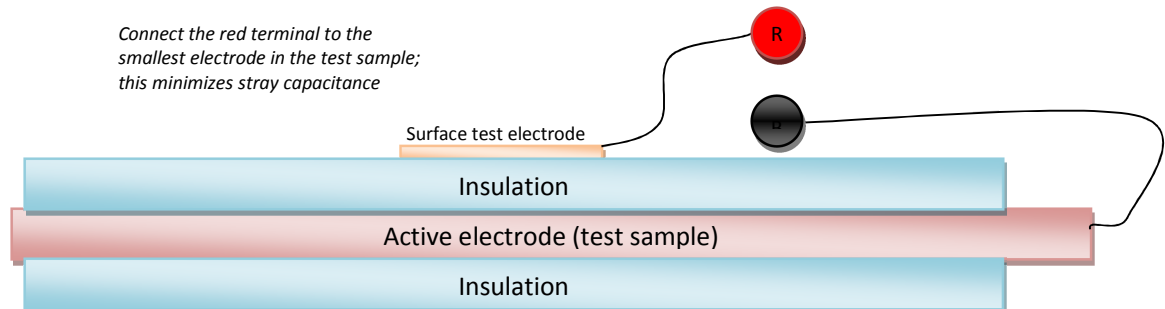 Connect the red terminal to the
smallest electrode in the test sample;
this minimizes stray capacitance
R
Surface test electrode
Insulation
Active electrode (test sample)
Insulation